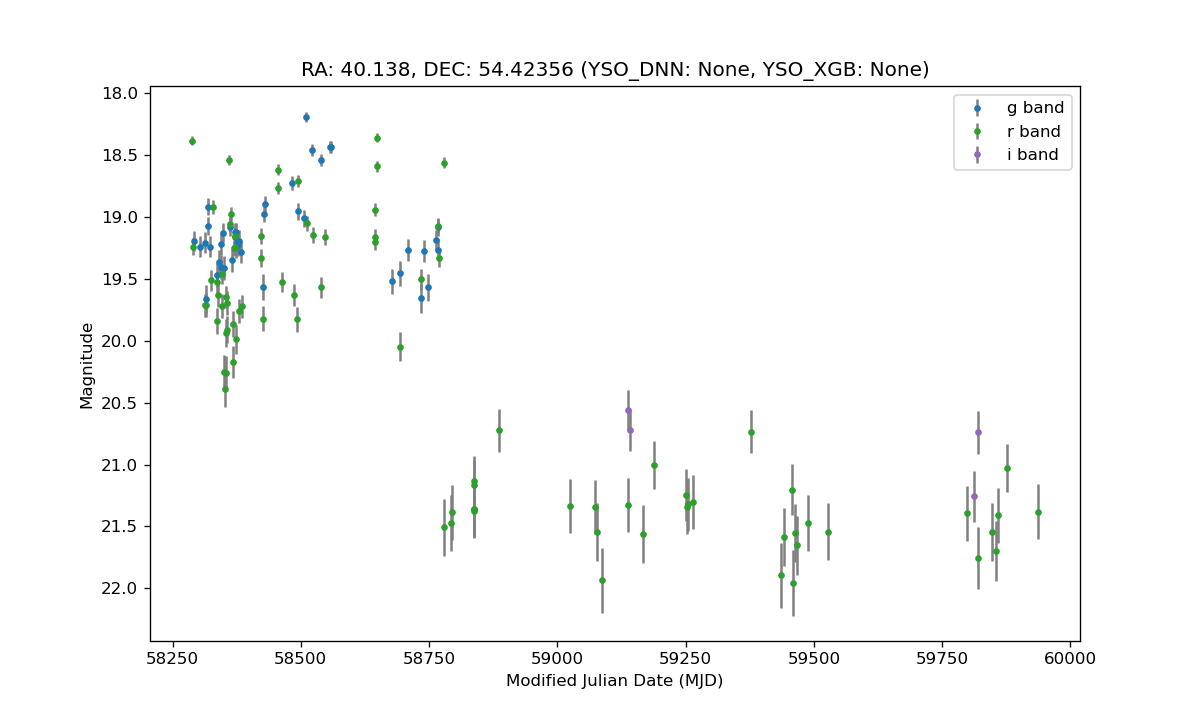 RA: 40.138, DEC: 54.42356 (YSO_DNN: None, YSO_XGB: None)
g band
r band
i band
18.0
18.5
19.0
19.5
20.0
20.5
21.0
21.5
22.0
Magnitude
58250 58500 58750 59000 59250 59500 59750 60000
Modified Julian Date (MJD)